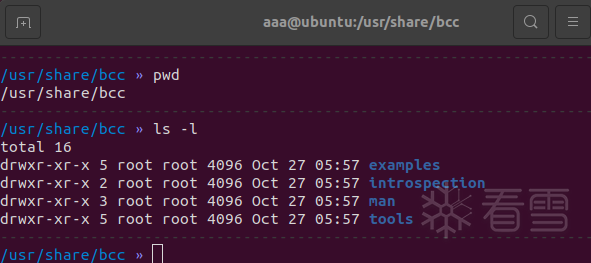 aaa@ubuntu:/usr/share/bcc
/usr/share/bcc » pwd
/usr/share/bcc
/usr/share/bcc » ls -l
total 16
drwxr-xr-x 5 root root 4096 Oct 27 05:57 examples
drwxr-xr-x 2 root root 4096 Oct 27 05:57 introspection
drwxr-xr-x 3 root root 4096 Oct 27 05:57 man
drwxr-xr-x 5 root root 4096 Oct 27 05:57 tools
看雪
/usr/share/bcc »